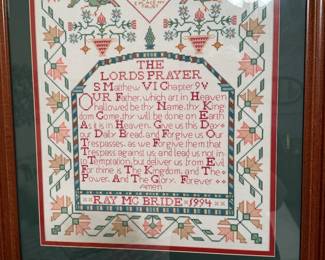 THE
LORDS PRAYER
S Matthew VI Chapter 9 V
OUR Father, which art in Heaven
hallowed be thy Name, thy King
dom Come, thy will be done on Earth
As it is in Heaven. Give us this Day
our Daily Bread, and Forgive us Our
Trespasses, as we Forgive them that
Trespass against us, and lead us not in
to Temptation, but deliver us from Evil
For thine is The Kingdom, and The
Power, And The Glory, Forever
Amen
RAY MC BRIDE 1994